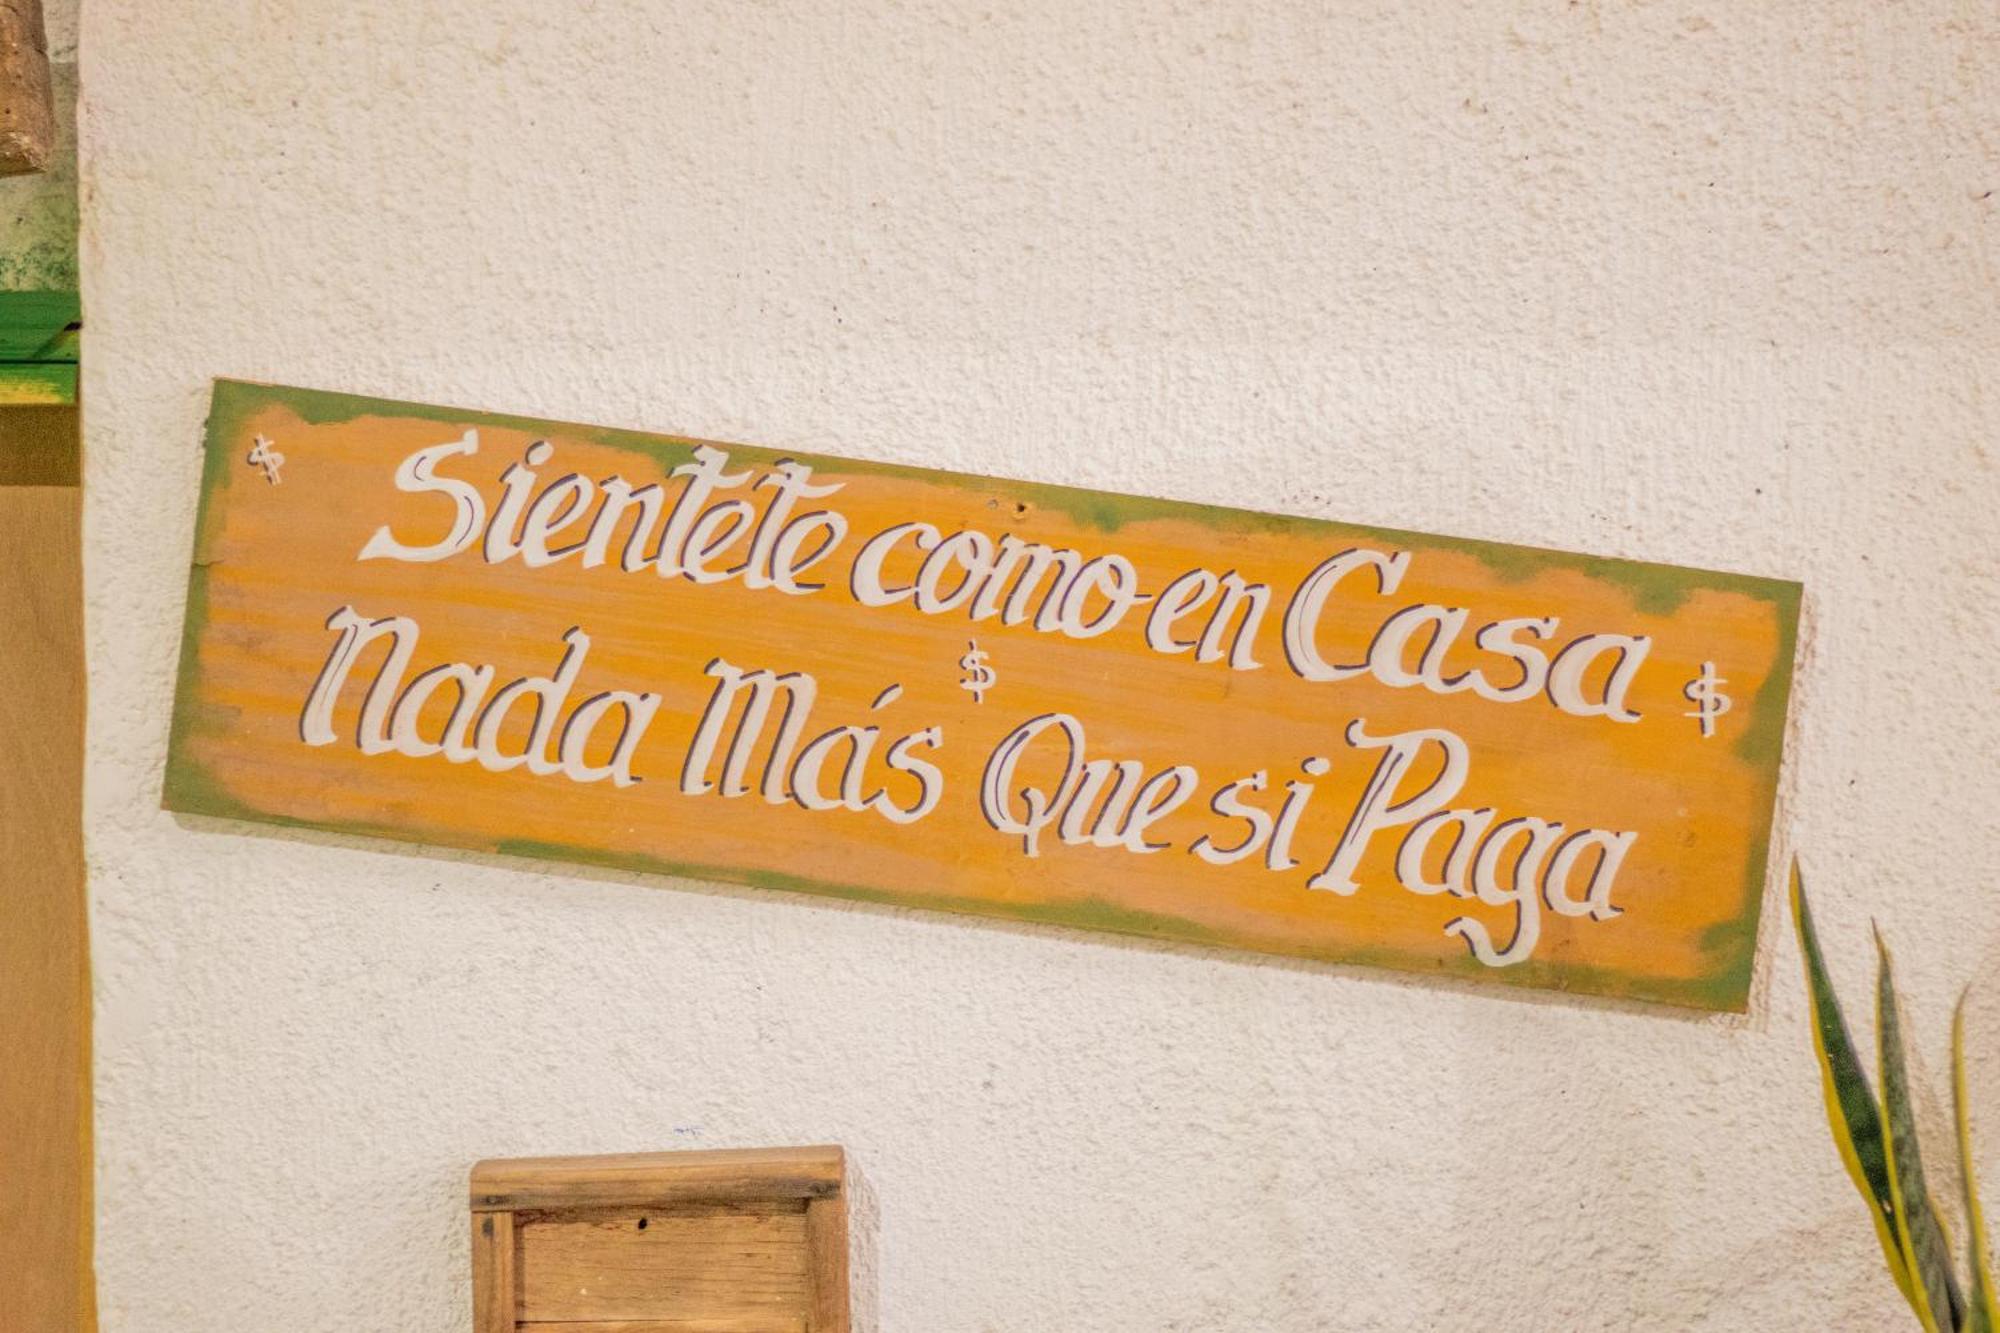 $ Sientete como en Casa $
$
Nada Más Que si Paga